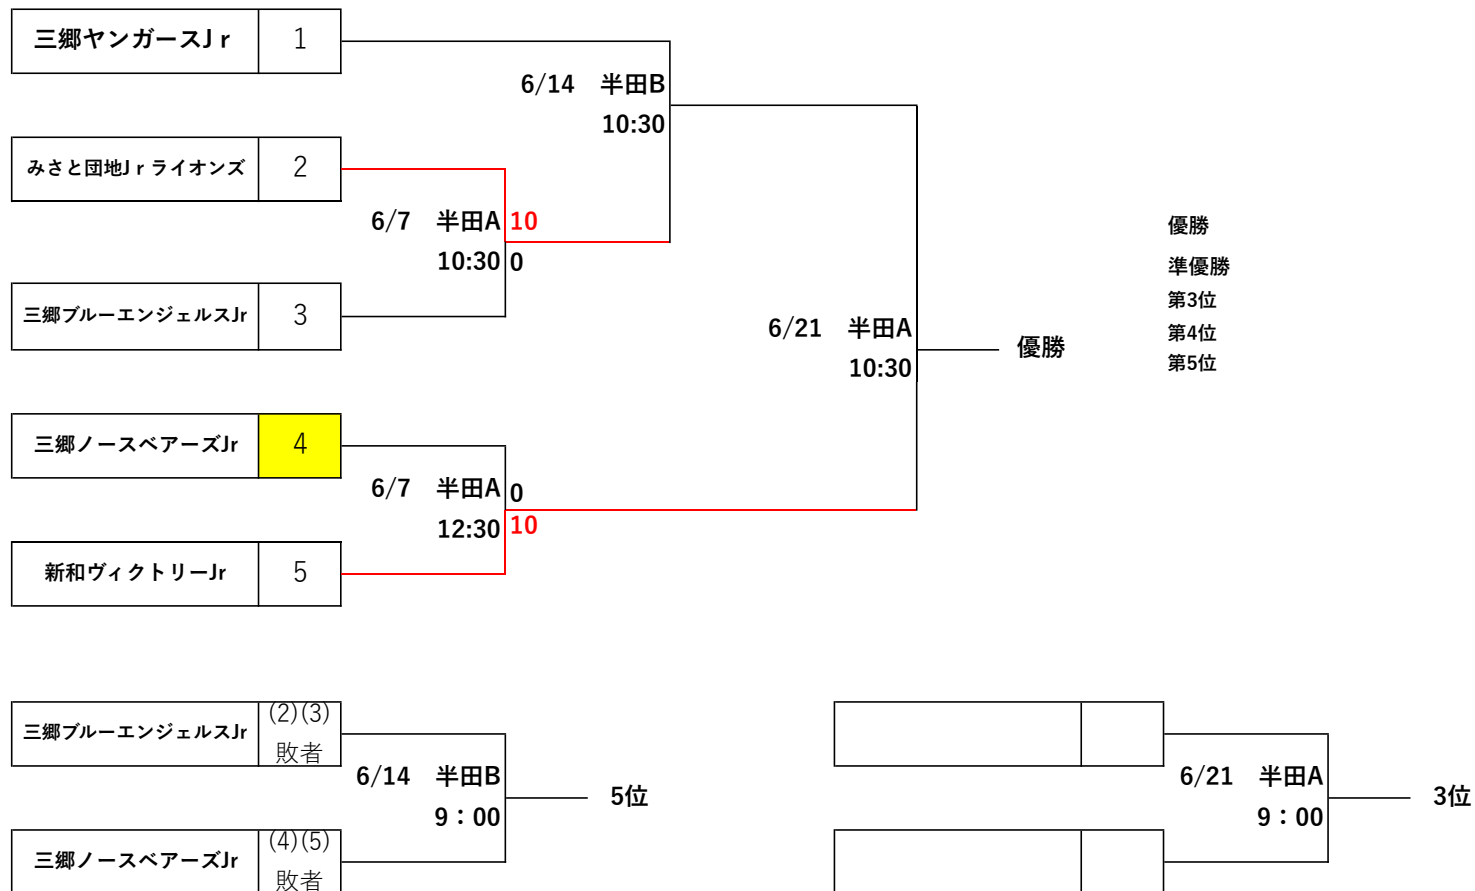 三郷ヤンガースJ r 1
6/14 半田B
10:30
みさと団地J r ライオンズ 2
6/7 半田A 10
10:30 0
三郷ブルーエンジェルスJr 3
優勝
準優勝
第3位
第4位
第5位
6/21 半田A
10:30
優勝
三郷ノースベアーズJr 4
6/7 半田A 0
12:30 10
新和ヴィクトリーJr 5
三郷ブルーエンジェルスJr (2)(3)
敗者
6/14 半田B
9：00
5位
三郷ノースベアーズJr (4)(5)
敗者
6/21 半田A
9：00
3位